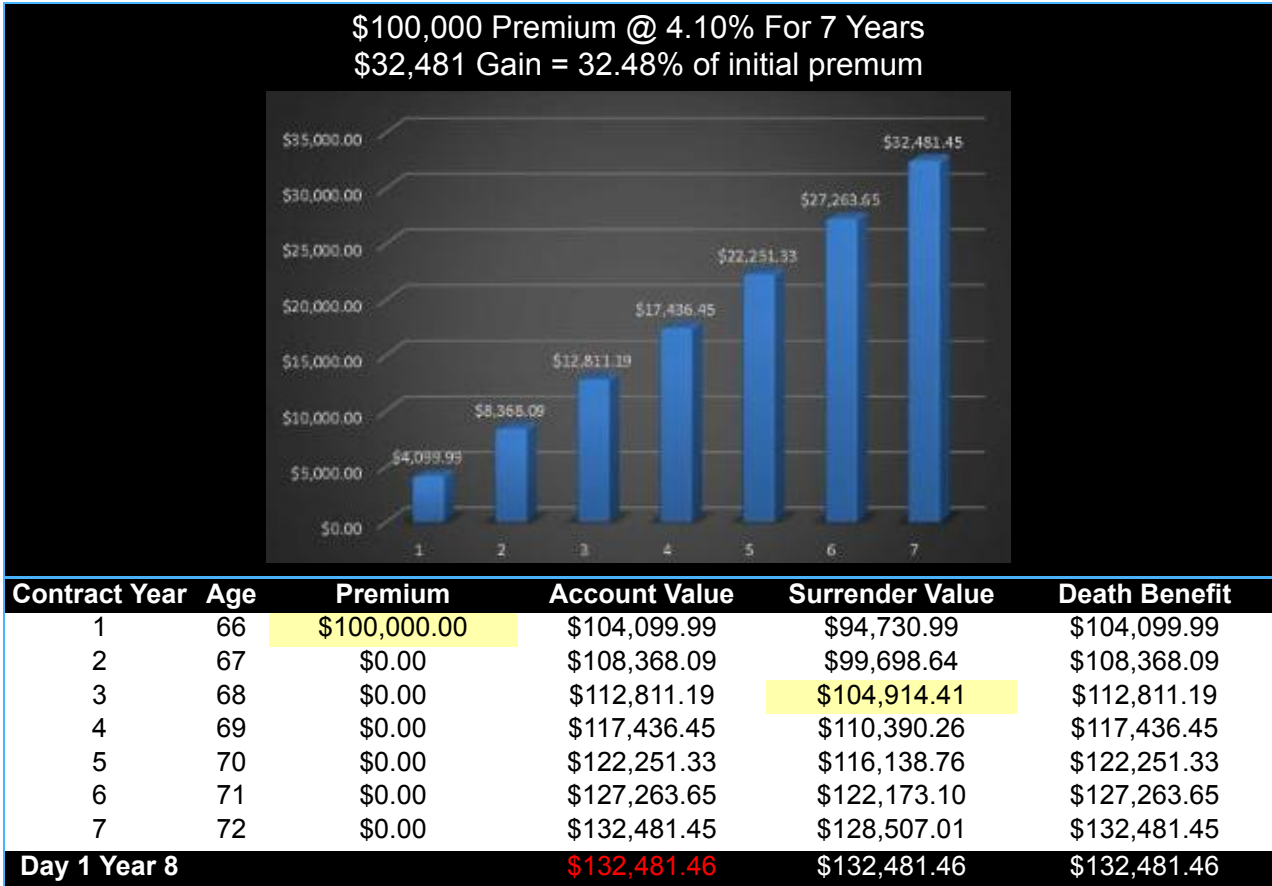 $100,000 Premium @ 4.10% For 7 Years
$32,481 Gain = 32.48% of initial premum
$35,000.00
$30,000.00
$25,000.00
$20,000.00
$15,000.00
$10,000.00
$5,000.00
$0.00
$4,099.99
$8,368.09
$12,811.19
$17,436.45
$22,251.33
$27,263.65
$32,481.45
1 2 3 4 5 6 7
Contract Year Age Premium Account Value Surrender Value Death Benefit
1 66 $100,000.00 $104,099.99 $94,730.99 $104,099.99
2 67 $0.00 $108,368.09 $99,698.64 $108,368.09
3 68 $0.00 $112,811.19 $104,914.41 $112,811.19
4 69 $0.00 $117,436.45 $110,390.26 $117,436.45
5 70 $0.00 $122,251.33 $116,138.76 $122,251.33
6 71 $0.00 $127,263.65 $122,173.10 $127,263.65
7 72 $0.00 $132,481.45 $128,507.01 $132,481.45
Day 1 Year 8 $132,481.46 $132,481.46 $132,481.46